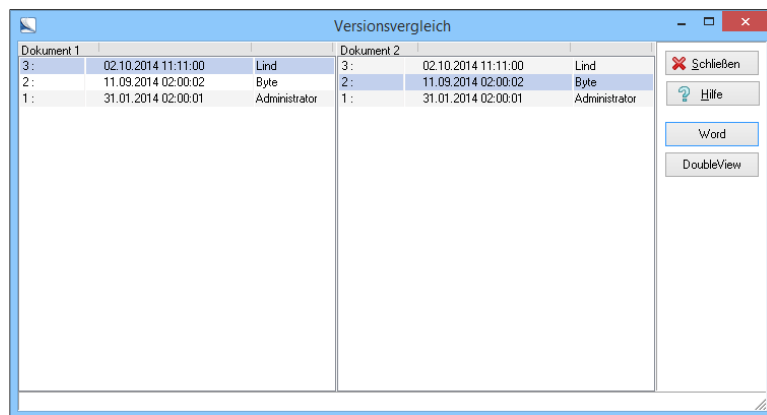 Versionsvergleich
Dokument 1 Dokument 2
3 : 02.10.2014 11:11:00 Lind 3 : 02.10.2014 11:11:00 Lind
2 : 11.09.2014 02:00:02 Byte 2 : 11.09.2014 02:00:02 Byte
1 : 31.01.2014 02:00:01 Administrator 1 : 31.01.2014 02:00:01 Administrator
Schließen
Hilfe
Word
DoubleView